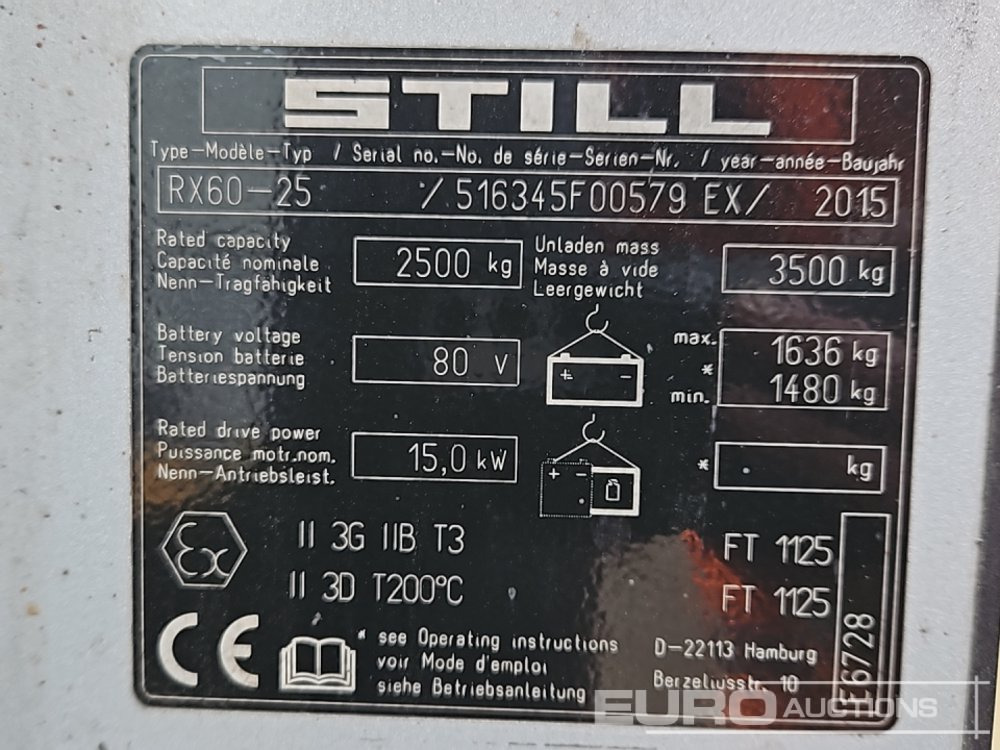 STILL
Type-Modèle-Typ / Serial no.-No. de série-Serien-Nr. / year-année-Baujahr
RX60-25 / 516345F00579 EX/ 2015
Rated capacity
Capacité nominale
Nenn-Tragfähigkeit
2500 kg
Unladen mass
Masse à vide
Leergewicht
3500 kg
Battery voltage
Tension batterie
Batteriespannung
80 V
+ -
max. 1636 kg
*
min. 1480 kg
Rated drive power
Puissance motr.nom.
Nenn-Antriebsleist.
15,0 kW
+ -
* . kg
Ex
II 3G IIB T3
II 3D T200°C
FT 1125
FT 1125
E6728
CE
* see Operating instructions
voir Mode d'emploi
siehe Betriebsanleitung
D-22113 Hamburg
Berzeliusstr. 10
EURO AUCTIONS